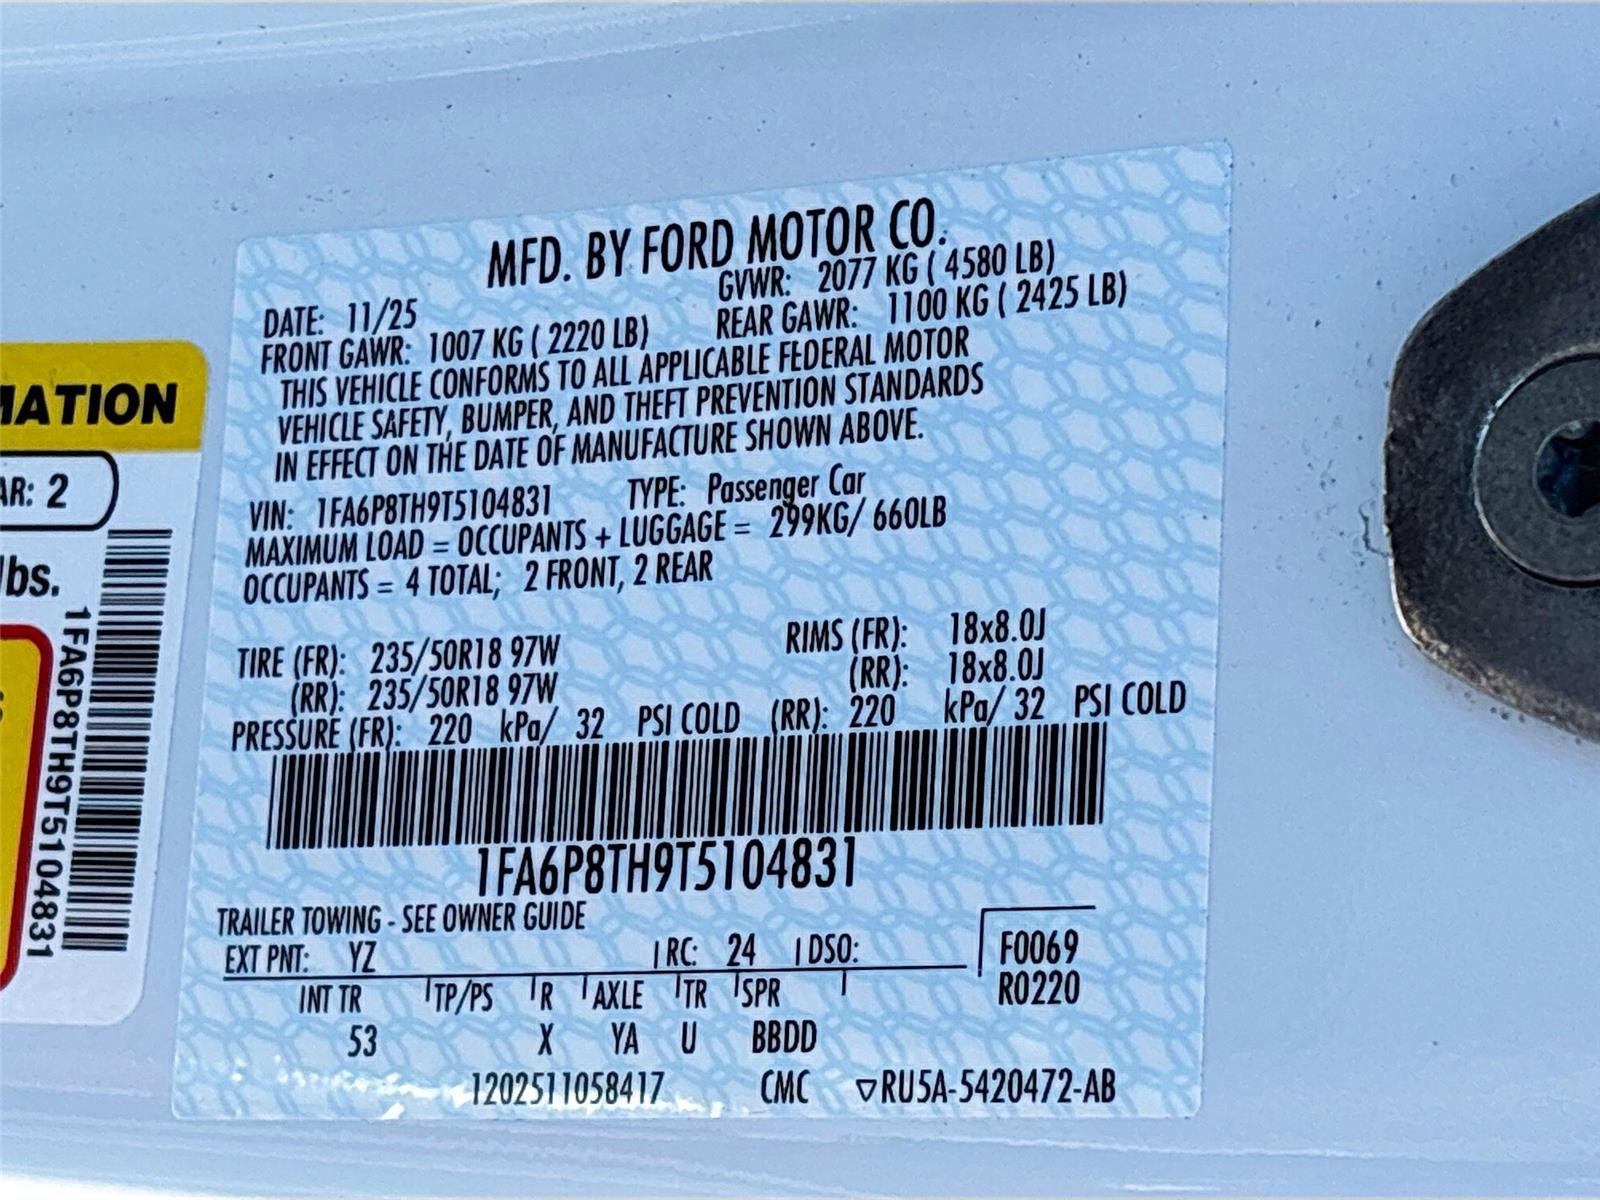 MFD. BY FORD MOTOR CO.
DATE: 11/25 GVWR: 2077 KG ( 4580 LB)
FRONT GAWR: 1007 KG ( 2220 LB) REAR GAWR: 1100 KG ( 2425 LB)
THIS VEHICLE CONFORMS TO ALL APPLICABLE FEDERAL MOTOR
VEHICLE SAFETY, BUMPER, AND THEFT PREVENTION STANDARDS
IN EFFECT ON THE DATE OF MANUFACTURE SHOWN ABOVE.
VIN: 1FA6P8TH9T5104831 TYPE: Passenger Car
MAXIMUM LOAD = OCCUPANTS + LUGGAGE = 299KG/ 660LB
OCCUPANTS = 4 TOTAL; 2 FRONT, 2 REAR
TIRE (FR): 235/50R18 97W RIMS (FR): 18x8.0J
(RR): 235/50R18 97W (RR): 18x8.0J
PRESSURE (FR): 220 kPa/ 32 PSI COLD (RR): 220 kPa/ 32 PSI COLD
1FA6P8TH9T5104831
TRAILER TOWING - SEE OWNER GUIDE
EXT PNT: YZ RC: 24 DSO: F0069
R0220
INT TR TP/PS R AXLE TR SPR
53 X YA U BBDD
1202511058417 CMC ▽RU5A-5420472-AB
MATION
AR: 2
lbs.
1FA6P8TH9T5104831